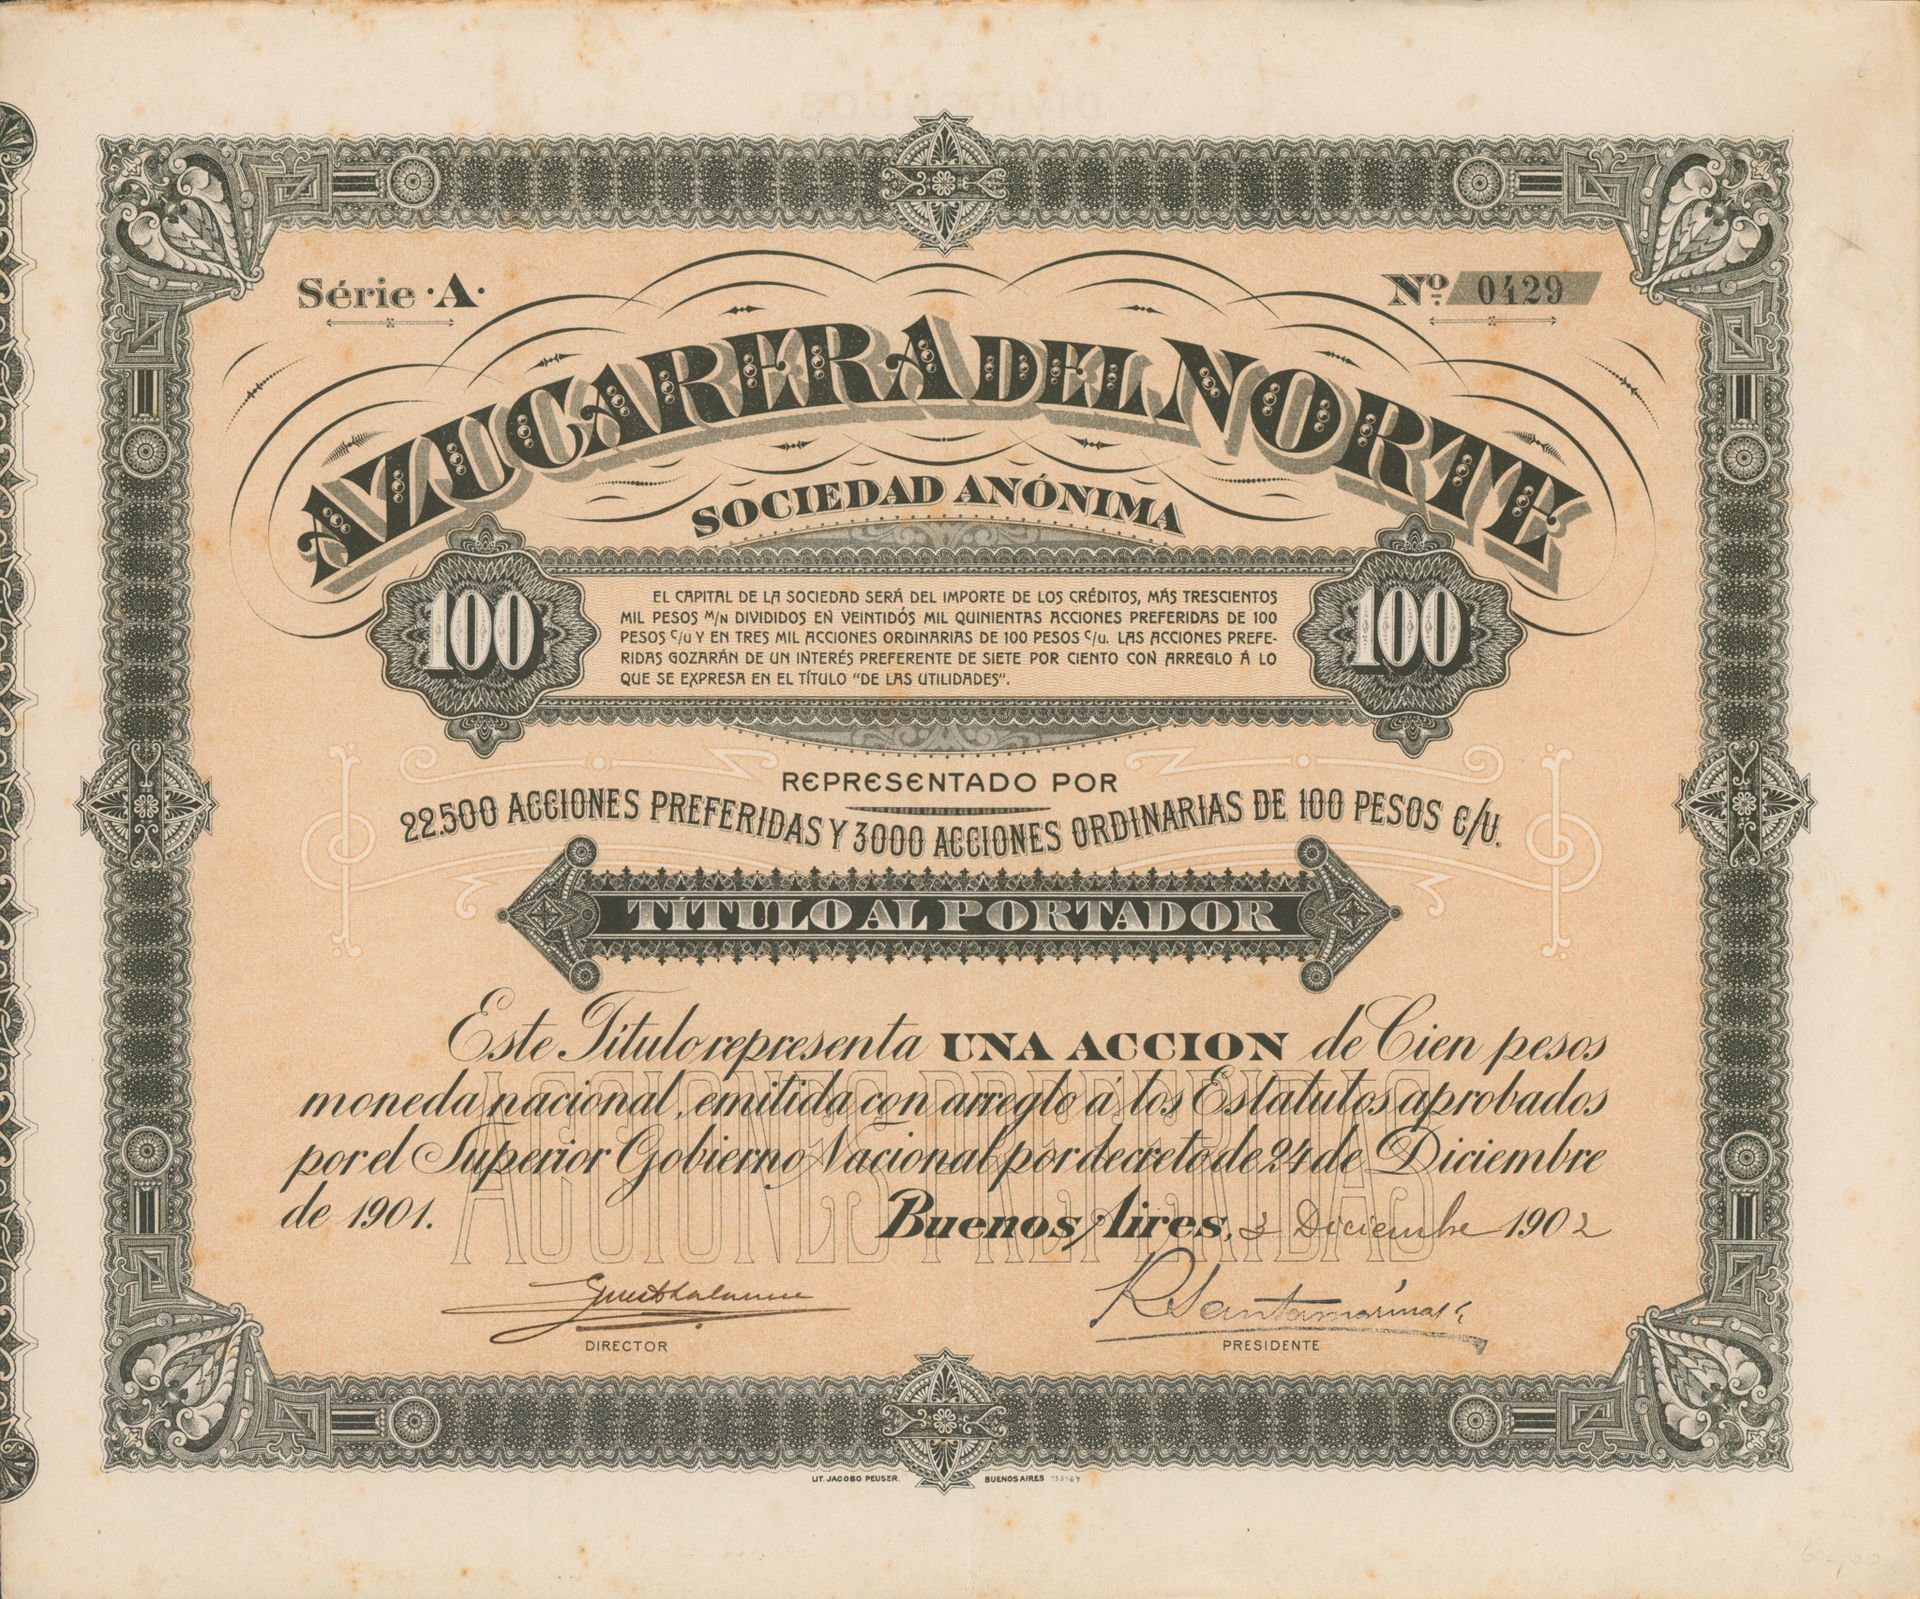 DIVIDENDOS
Série · A ·
Nº 0429
AZUCARERA DEL NORTE
SOCIEDAD ANÓNIMA
100
EL CAPITAL DE LA SOCIEDAD SERÁ DEL IMPORTE DE LOS CRÉDITOS, MÁS TRESCIENTOS
MIL PESOS M/N DIVIDIDOS EN VEINTIDÓS MIL QUINIENTAS ACCIONES PREFERIDAS DE 100
PESOS C/U Y EN TRES MIL ACCIONES ORDINARIAS DE 100 PESOS C/U. LAS ACCIONES PREFE-
RIDAS GOZARÁN DE UN INTERÉS PREFERENTE DE SIETE POR CIENTO CON ARREGLO Á LO
QUE SE EXPRESA EN EL TÍTULO "DE LAS UTILIDADES".
100
REPRESENTADO POR
22.500 ACCIONES PREFERIDAS Y 3000 ACCIONES ORDINARIAS DE 100 PESOS C/U.
TÍTULO AL PORTADOR
Este Título representa UNA ACCION de Cien pesos
moneda nacional, emitida con arreglo á los Estatutos aprobados
por el Superior Gobierno Nacional por decreto de 24 de Diciembre
de 1901.
ACCIONES PREFERIDAS
Buenos Aires, 2 Diciembre 1902
R Santamarina
DIRECTOR
PRESIDENTE
LIT. JACOBO PEUSER. BUENOS AIRES